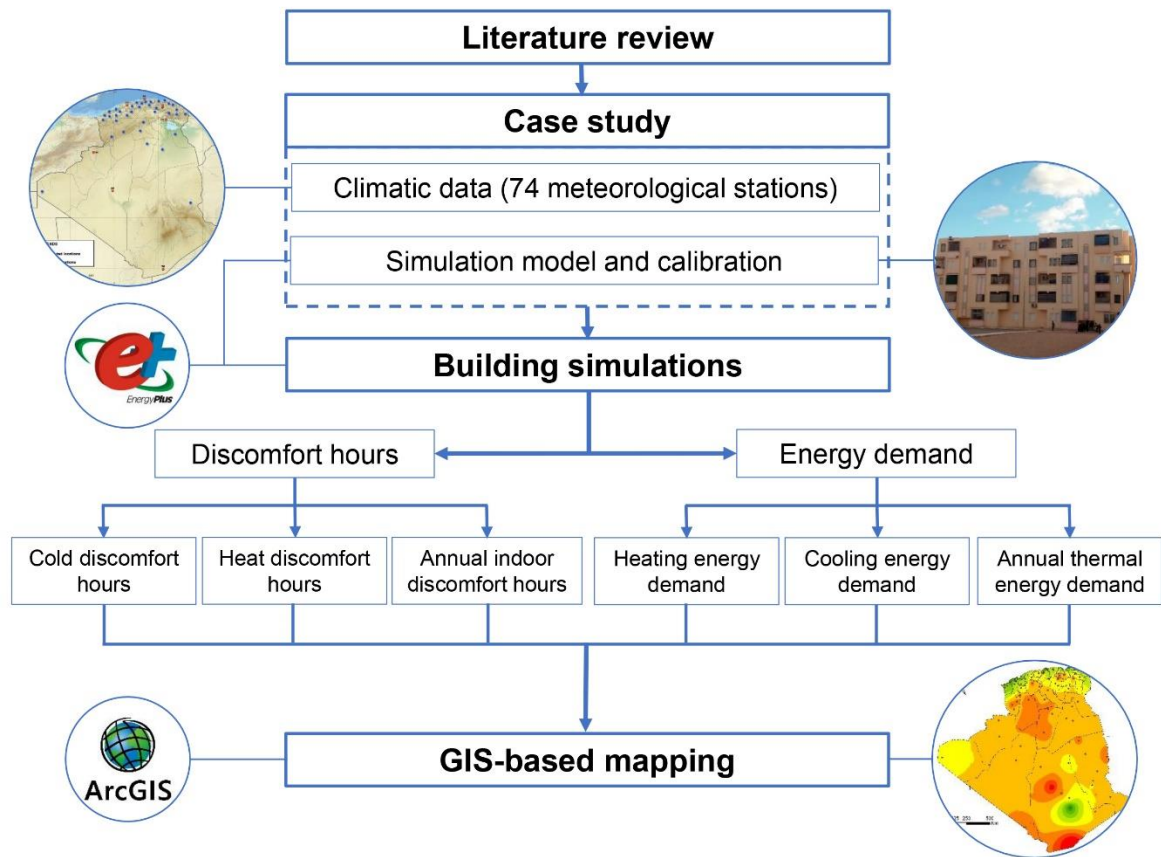 Literature review
Case study
Climatic data (74 meteorological stations)
Simulation model and calibration
EnergyPlus
Building simulations
Discomfort hours
Energy demand
Cold discomfort
hours
Heat discomfort
hours
Annual indoor
discomfort hours
Heating energy
demand
Cooling energy
demand
Annual thermal
energy demand
ArcGIS
GIS-based mapping